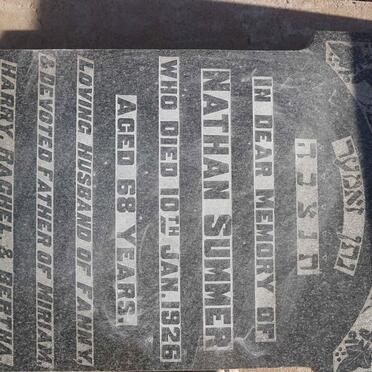 ת נ צ ב ה
IN DEAR MEMORY OF
NATHAN SUMMER
WHO DIED 10TH JAN. 1926
AGED 68 YEARS.
LOVING HUSBAND OF FANNY.
& DEVOTED FATHER OF MIRIAM,
HARRY, RACHEL & BERTHA